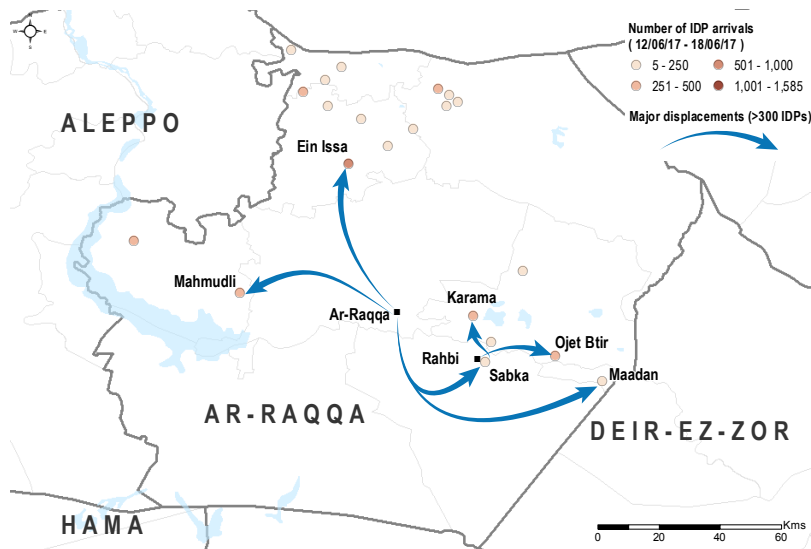 N
W E
S
Number of IDP arrivals
( 12/06/17 - 18/06/17 )
5 - 250
501 - 1,000
251 - 500
1,001 - 1,585
Major displacements (>300 IDPs)
ALEPPO
Ein Issa
Mahmudli
Ar-Raqqa
Karama
Rahbi
Sabka
Ojet Btir
Maadan
AR-RAQQA
DEIR-EZ-ZOR
HAMA
Kms
0 10 20 40 60